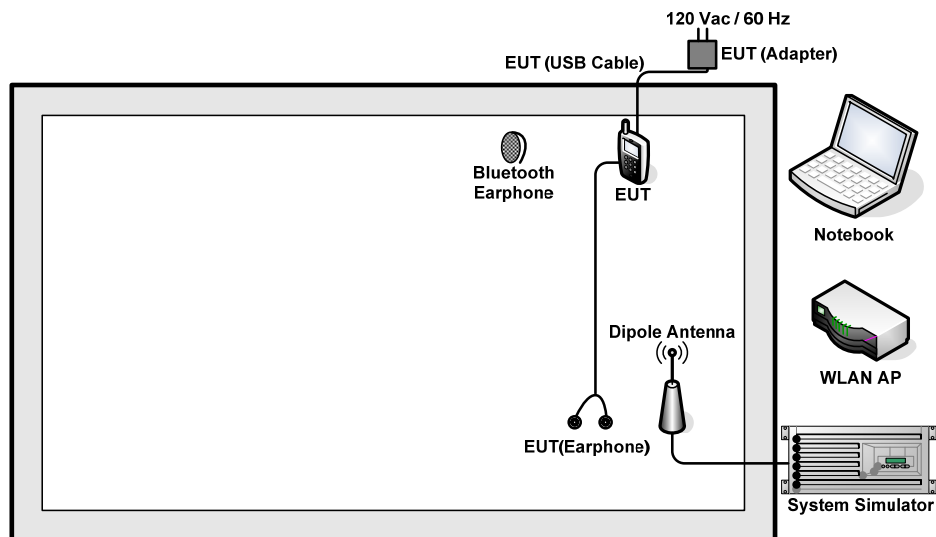 120 Vac / 60 Hz
EUT (USB Cable)
EUT (Adapter)
Bluetooth
Earphone
EUT
Notebook
Dipole Antenna
WLAN AP
EUT(Earphone)
System Simulator